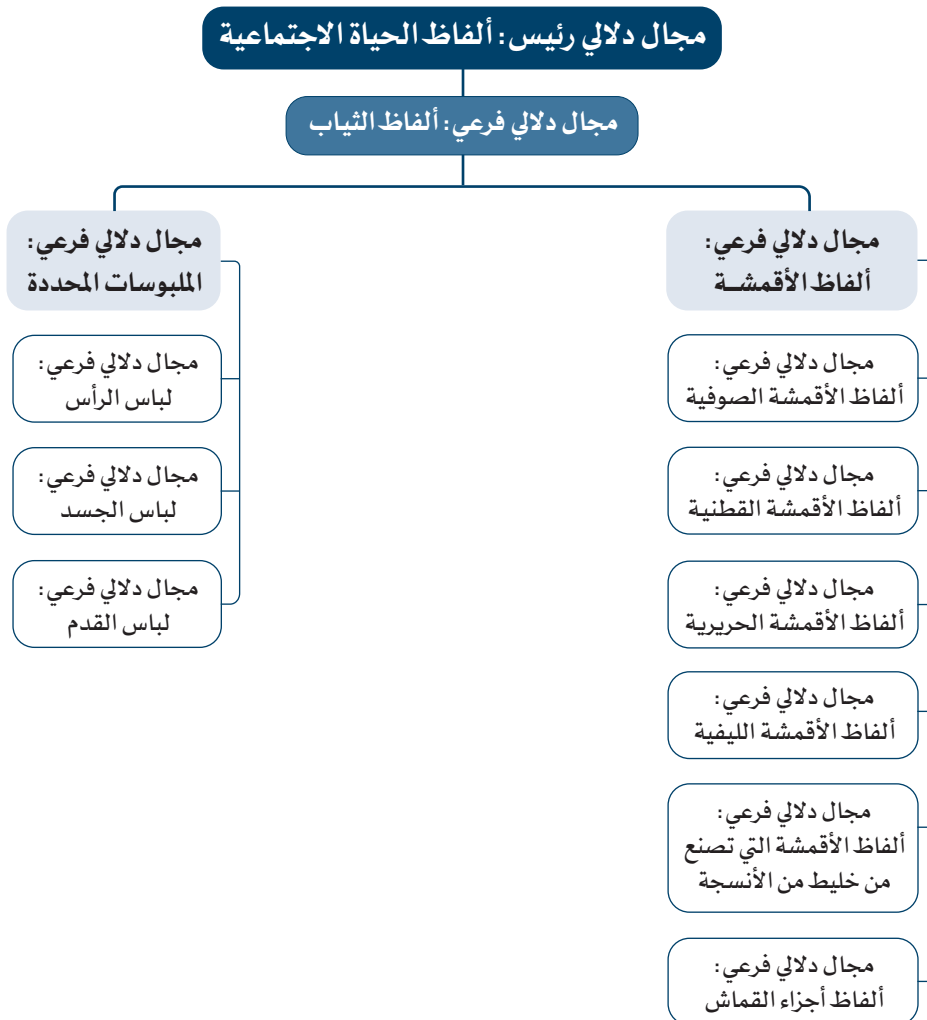 مجال دلالي رئيس: ألفاظ الحياة الاجتماعية
مجال دلالي فرعي: ألفاظ الثياب
مجال دلالي فرعي:
ألفاظ الأقمشــة
مجال دلالي فرعي:
ألفاظ الأقمشة الصوفية
مجال دلالي فرعي:
ألفاظ الأقمشة القطنية
مجال دلالي فرعي:
ألفاظ الأقمشة الحريرية
مجال دلالي فرعي:
ألفاظ الأقمشة الليفية
مجال دلالي فرعي:
ألفاظ الأقمشة التي تصنع
من خليط من الأنسجة
مجال دلالي فرعي:
ألفاظ أجزاء القماش
مجال دلالي فرعي:
الملبوسات المحددة
مجال دلالي فرعي:
لباس الرأس
مجال دلالي فرعي:
لباس الجسد
مجال دلالي فرعي:
لباس القدم